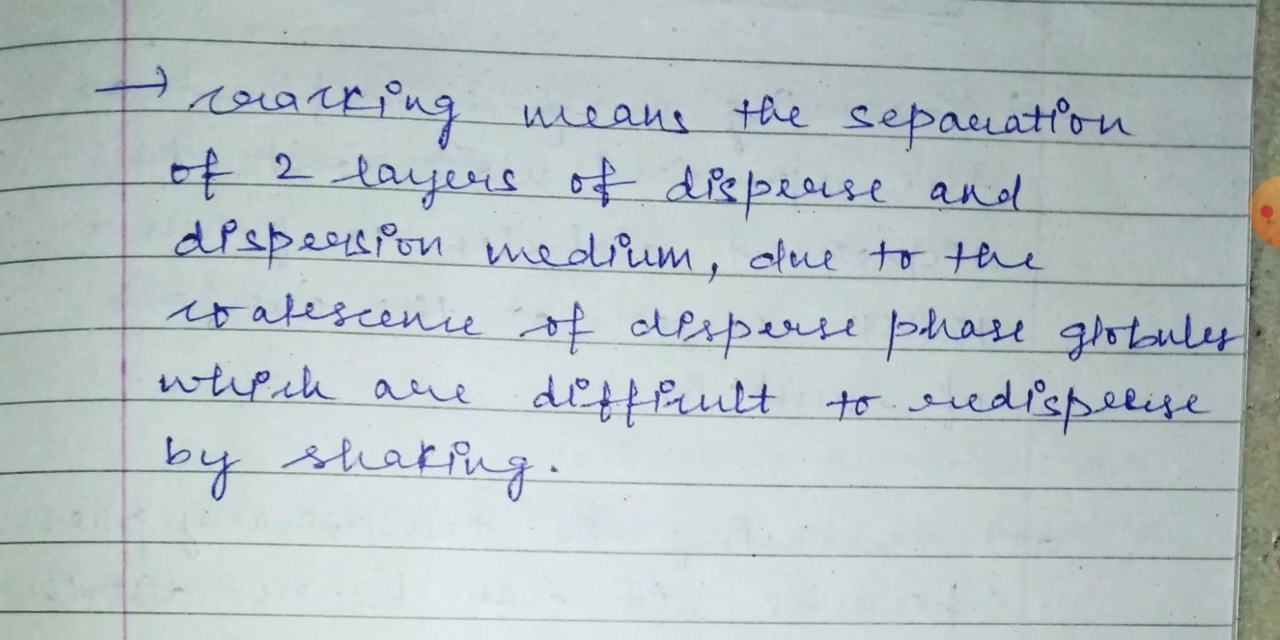 → cracking means the separation
of 2 layers of disperse and
dispersion medium, due to the
coalescence of disperse phase globules
which are difficult to redisperse
by shaking.